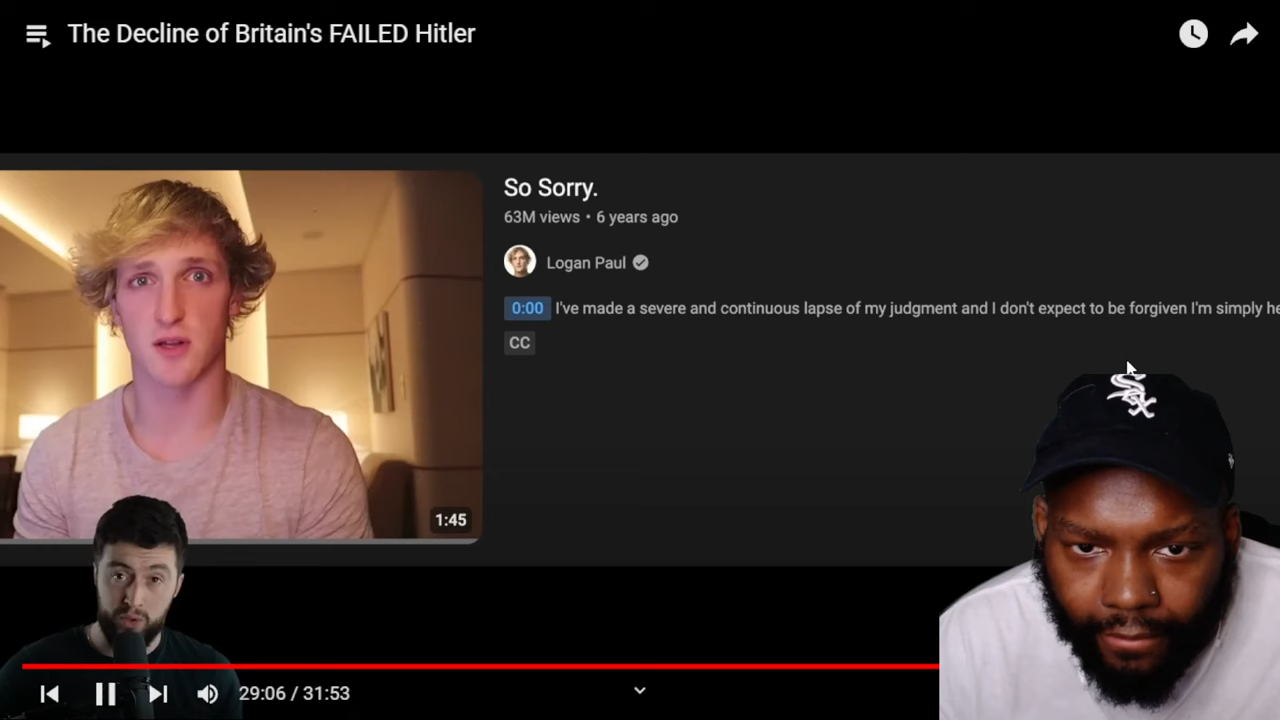 The Decline of Britain's FAILED Hitler
So Sorry.
63M views • 6 years ago
Logan Paul
0:00 I've made a severe and continuous lapse of my judgment and I don't expect to be forgiven I'm simply he
CC
Sox
1:45
29:06 / 31:53